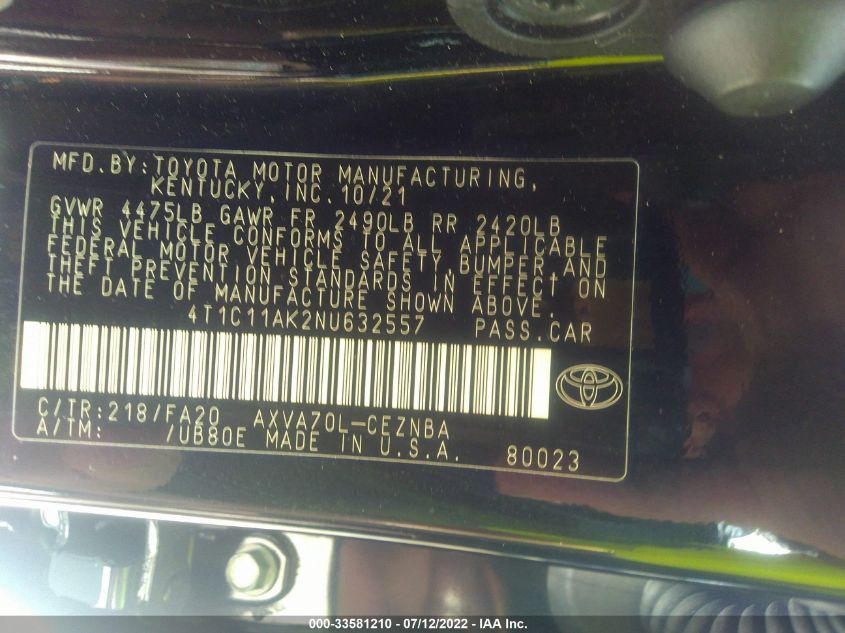 MFD.BY:TOYOTA MOTOR MANUFACTURING,
KENTUCKY,INC.10/21
GVWR 4475LB GAWR FR 2490LB RR 2420LB
THIS VEHICLE CONFORMS TO ALL APPLICABLE
FEDERAL MOTOR VEHICLE SAFETY,BUMPER,AND
THEFT PREVENTION STANDARDS IN EFFECT ON
THE DATE OF MANUFACTURE SHOWN ABOVE.
4T1C11AK2NU632557 PASS.CAR
C/TR:218/FA20 AXVA70L-CEZNBA
A/TM: /UB80E MADE IN U.S.A. 80023
000-33581210 - 07/12/2022 - IAA Inc.